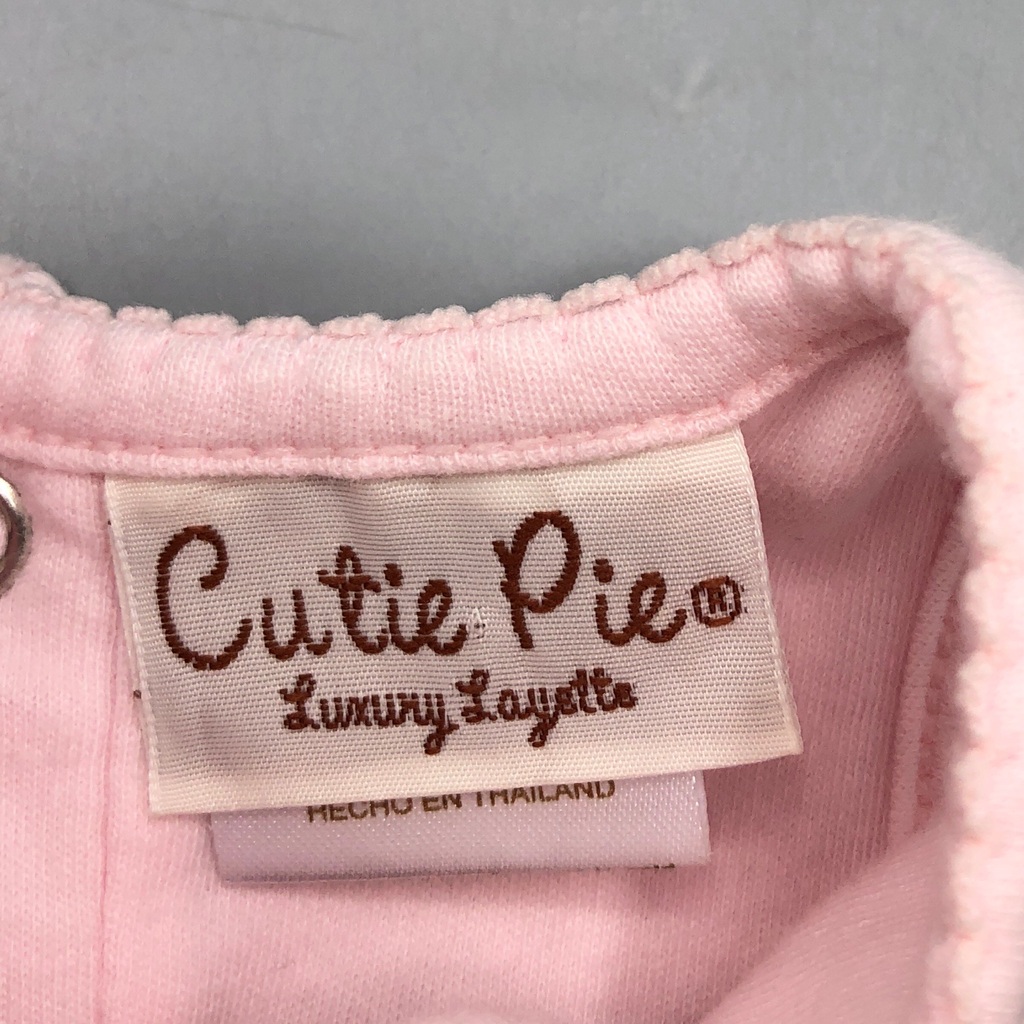 Cutie Pie®
Luxury Layette
HECHO EN THAILAND